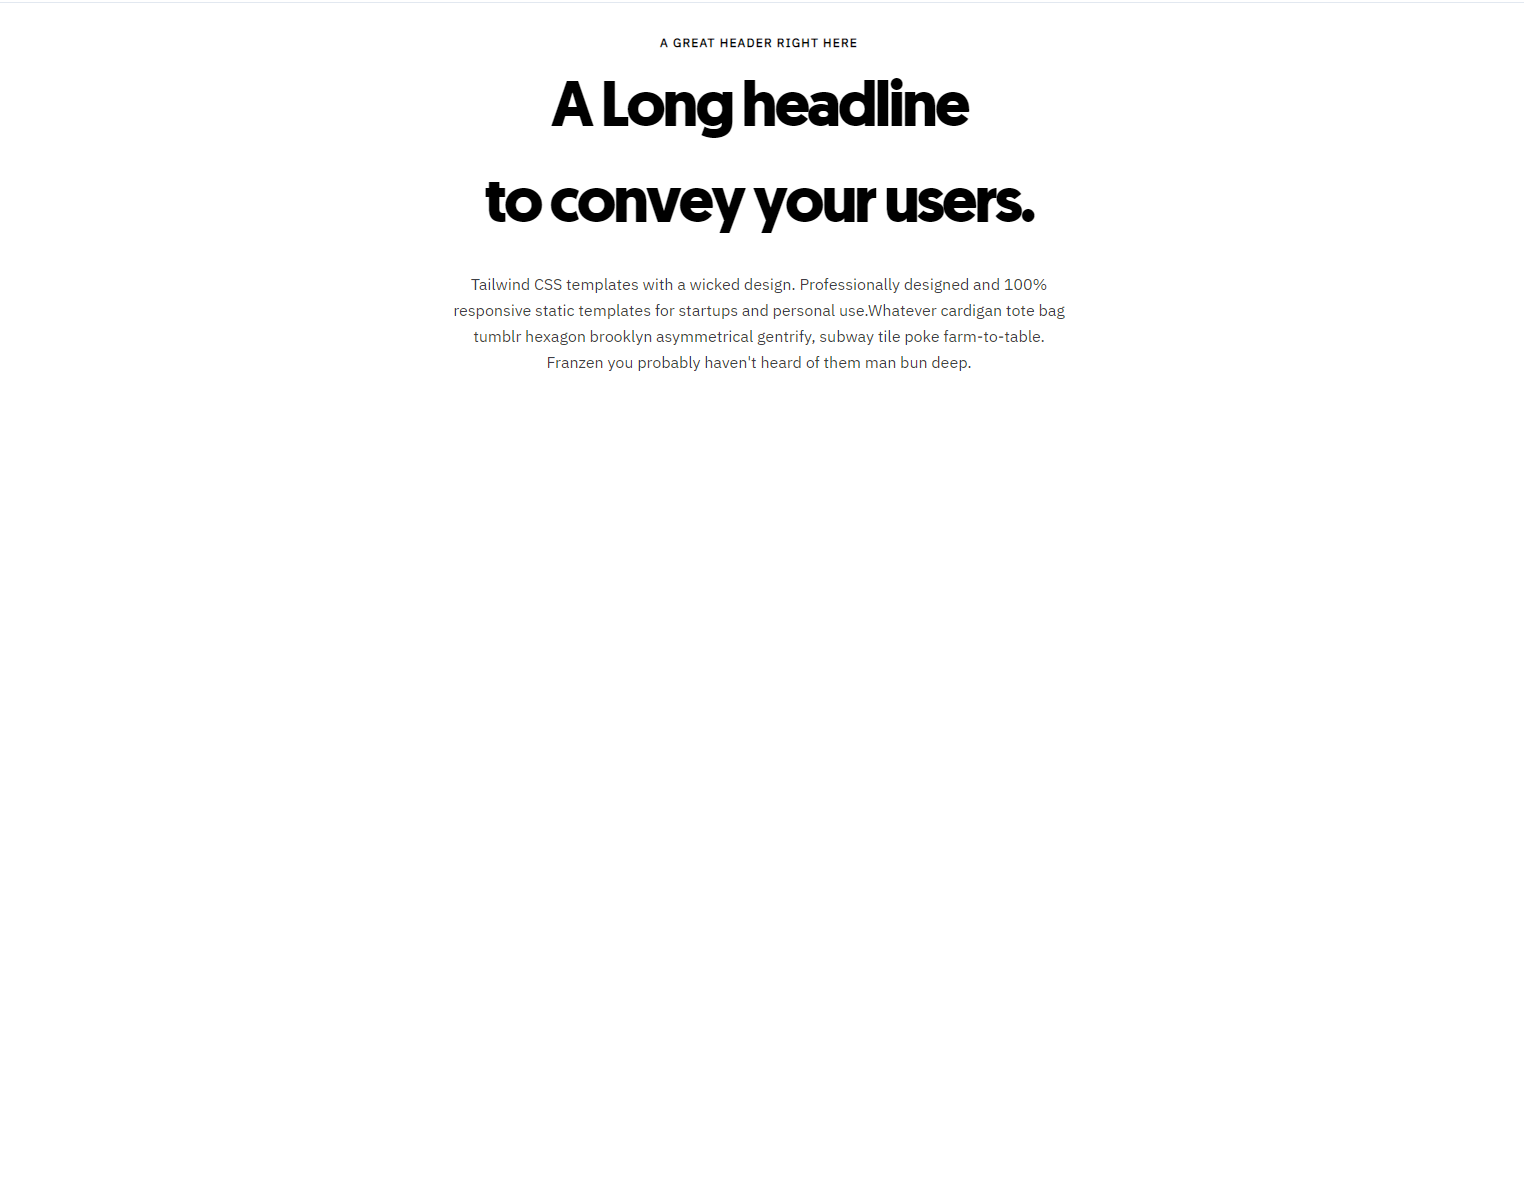 A GREAT HEADER RIGHT HERE
A Long headline
to convey your users.
Tailwind CSS templates with a wicked design. Professionally designed and 100%
responsive static templates for startups and personal use.Whatever cardigan tote bag
tumblr hexagon brooklyn asymmetrical gentrify, subway tile poke farm-to-table.
Franzen you probably haven't heard of them man bun deep.